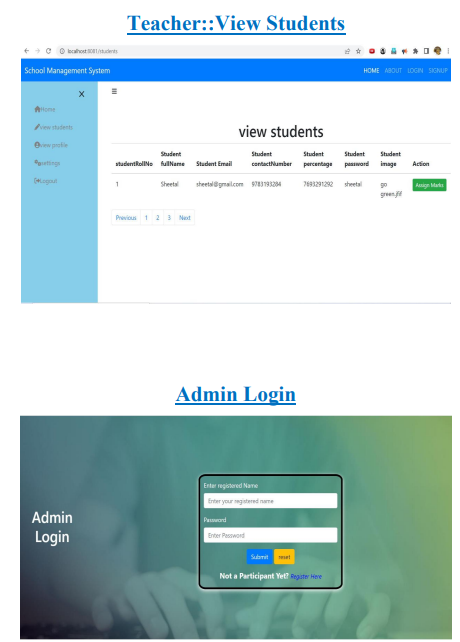 Teacher::View Students
localhost:8081/students
School Management System
HOME ABOUT LOGIN SIGNUP
X
Home
view students
view profile
settings
Logout
view students
studentRollNo Student fullName Student Email Student contactNumber Student percentage Student password Student image Action
1 Sheetal sheetal@gmail.com 9783193284 7693291292 sheetal go green.jfif Assign Marks
Previous 1 2 3 Next
Admin Login
Admin
Login
Enter registered Name
Enter your registered name
Password
Enter Password
Submit reset
Not a Participant Yet? Register Here